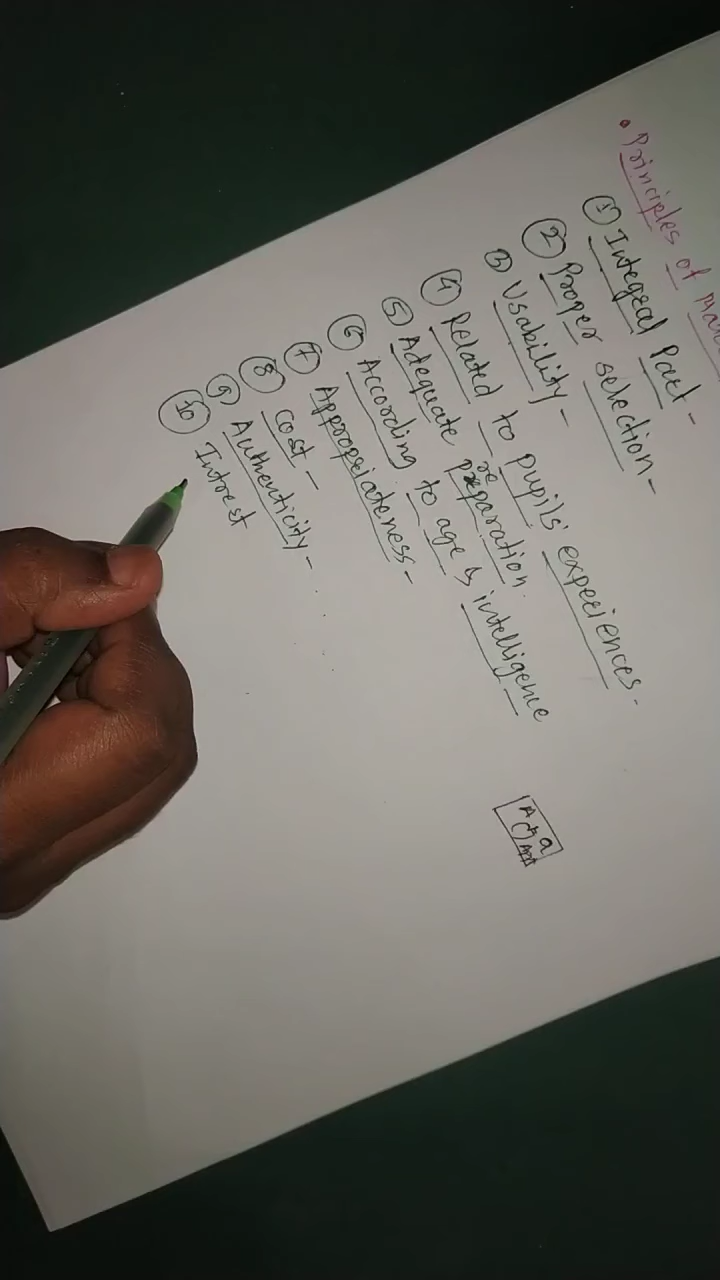 • Principles of
① Integral Part -
② Proper selection -
③ Usability -
④ Related to pupils' experiences -
⑤ Adequate preparation.
⑥ According to age & intelligence
⑦ Appropriateness -
⑧ Cost -
⑨ Authenticity -
⑩ Intrest